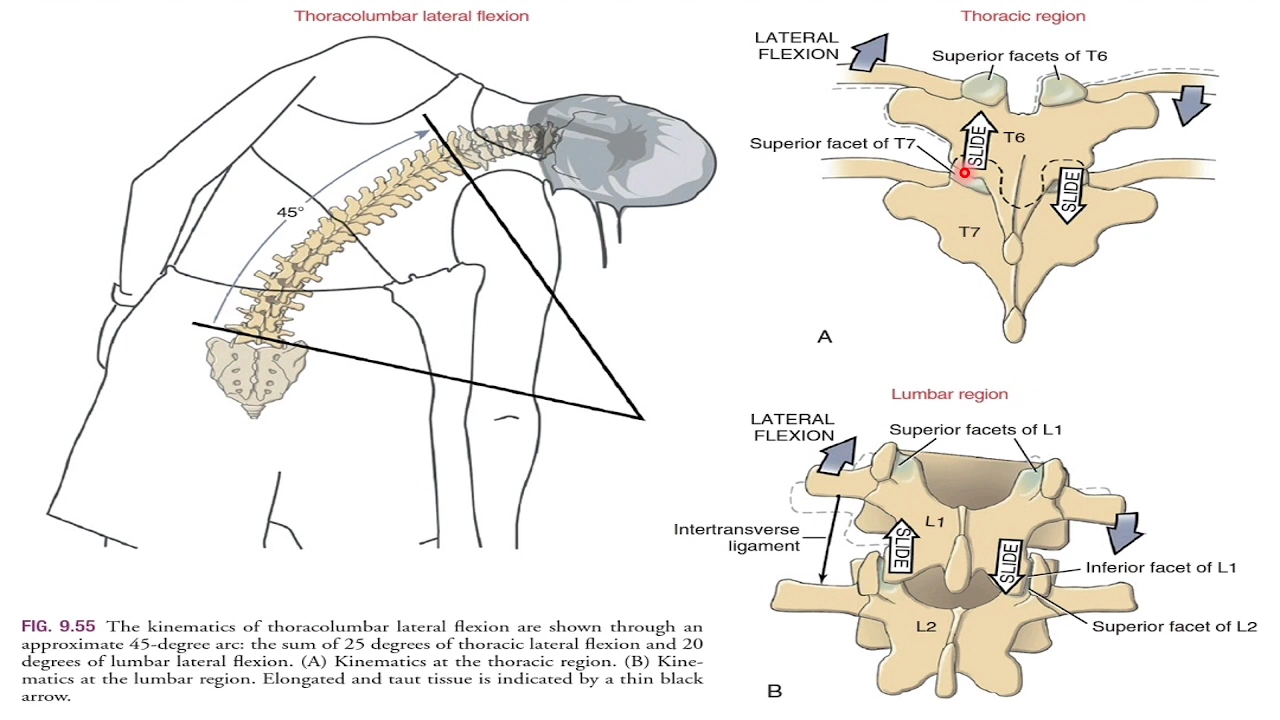 Thoracolumbar lateral flexion
45°
FIG. 9.55 The kinematics of thoracolumbar lateral flexion are shown through an
approximate 45-degree arc: the sum of 25 degrees of thoracic lateral flexion and 20
degrees of lumbar lateral flexion. (A) Kinematics at the thoracic region. (B) Kine-
matics at the lumbar region. Elongated and taut tissue is indicated by a thin black
arrow.
Thoracic region
LATERAL
FLEXION
Superior facets of T6
Superior facet of T7
SLIDE
T6
SLIDE
T7
A
Lumbar region
LATERAL
FLEXION
Superior facets of L1
Intertransverse
ligament
L1
SLIDE
SLIDE
Inferior facet of L1
L2
Superior facet of L2
B